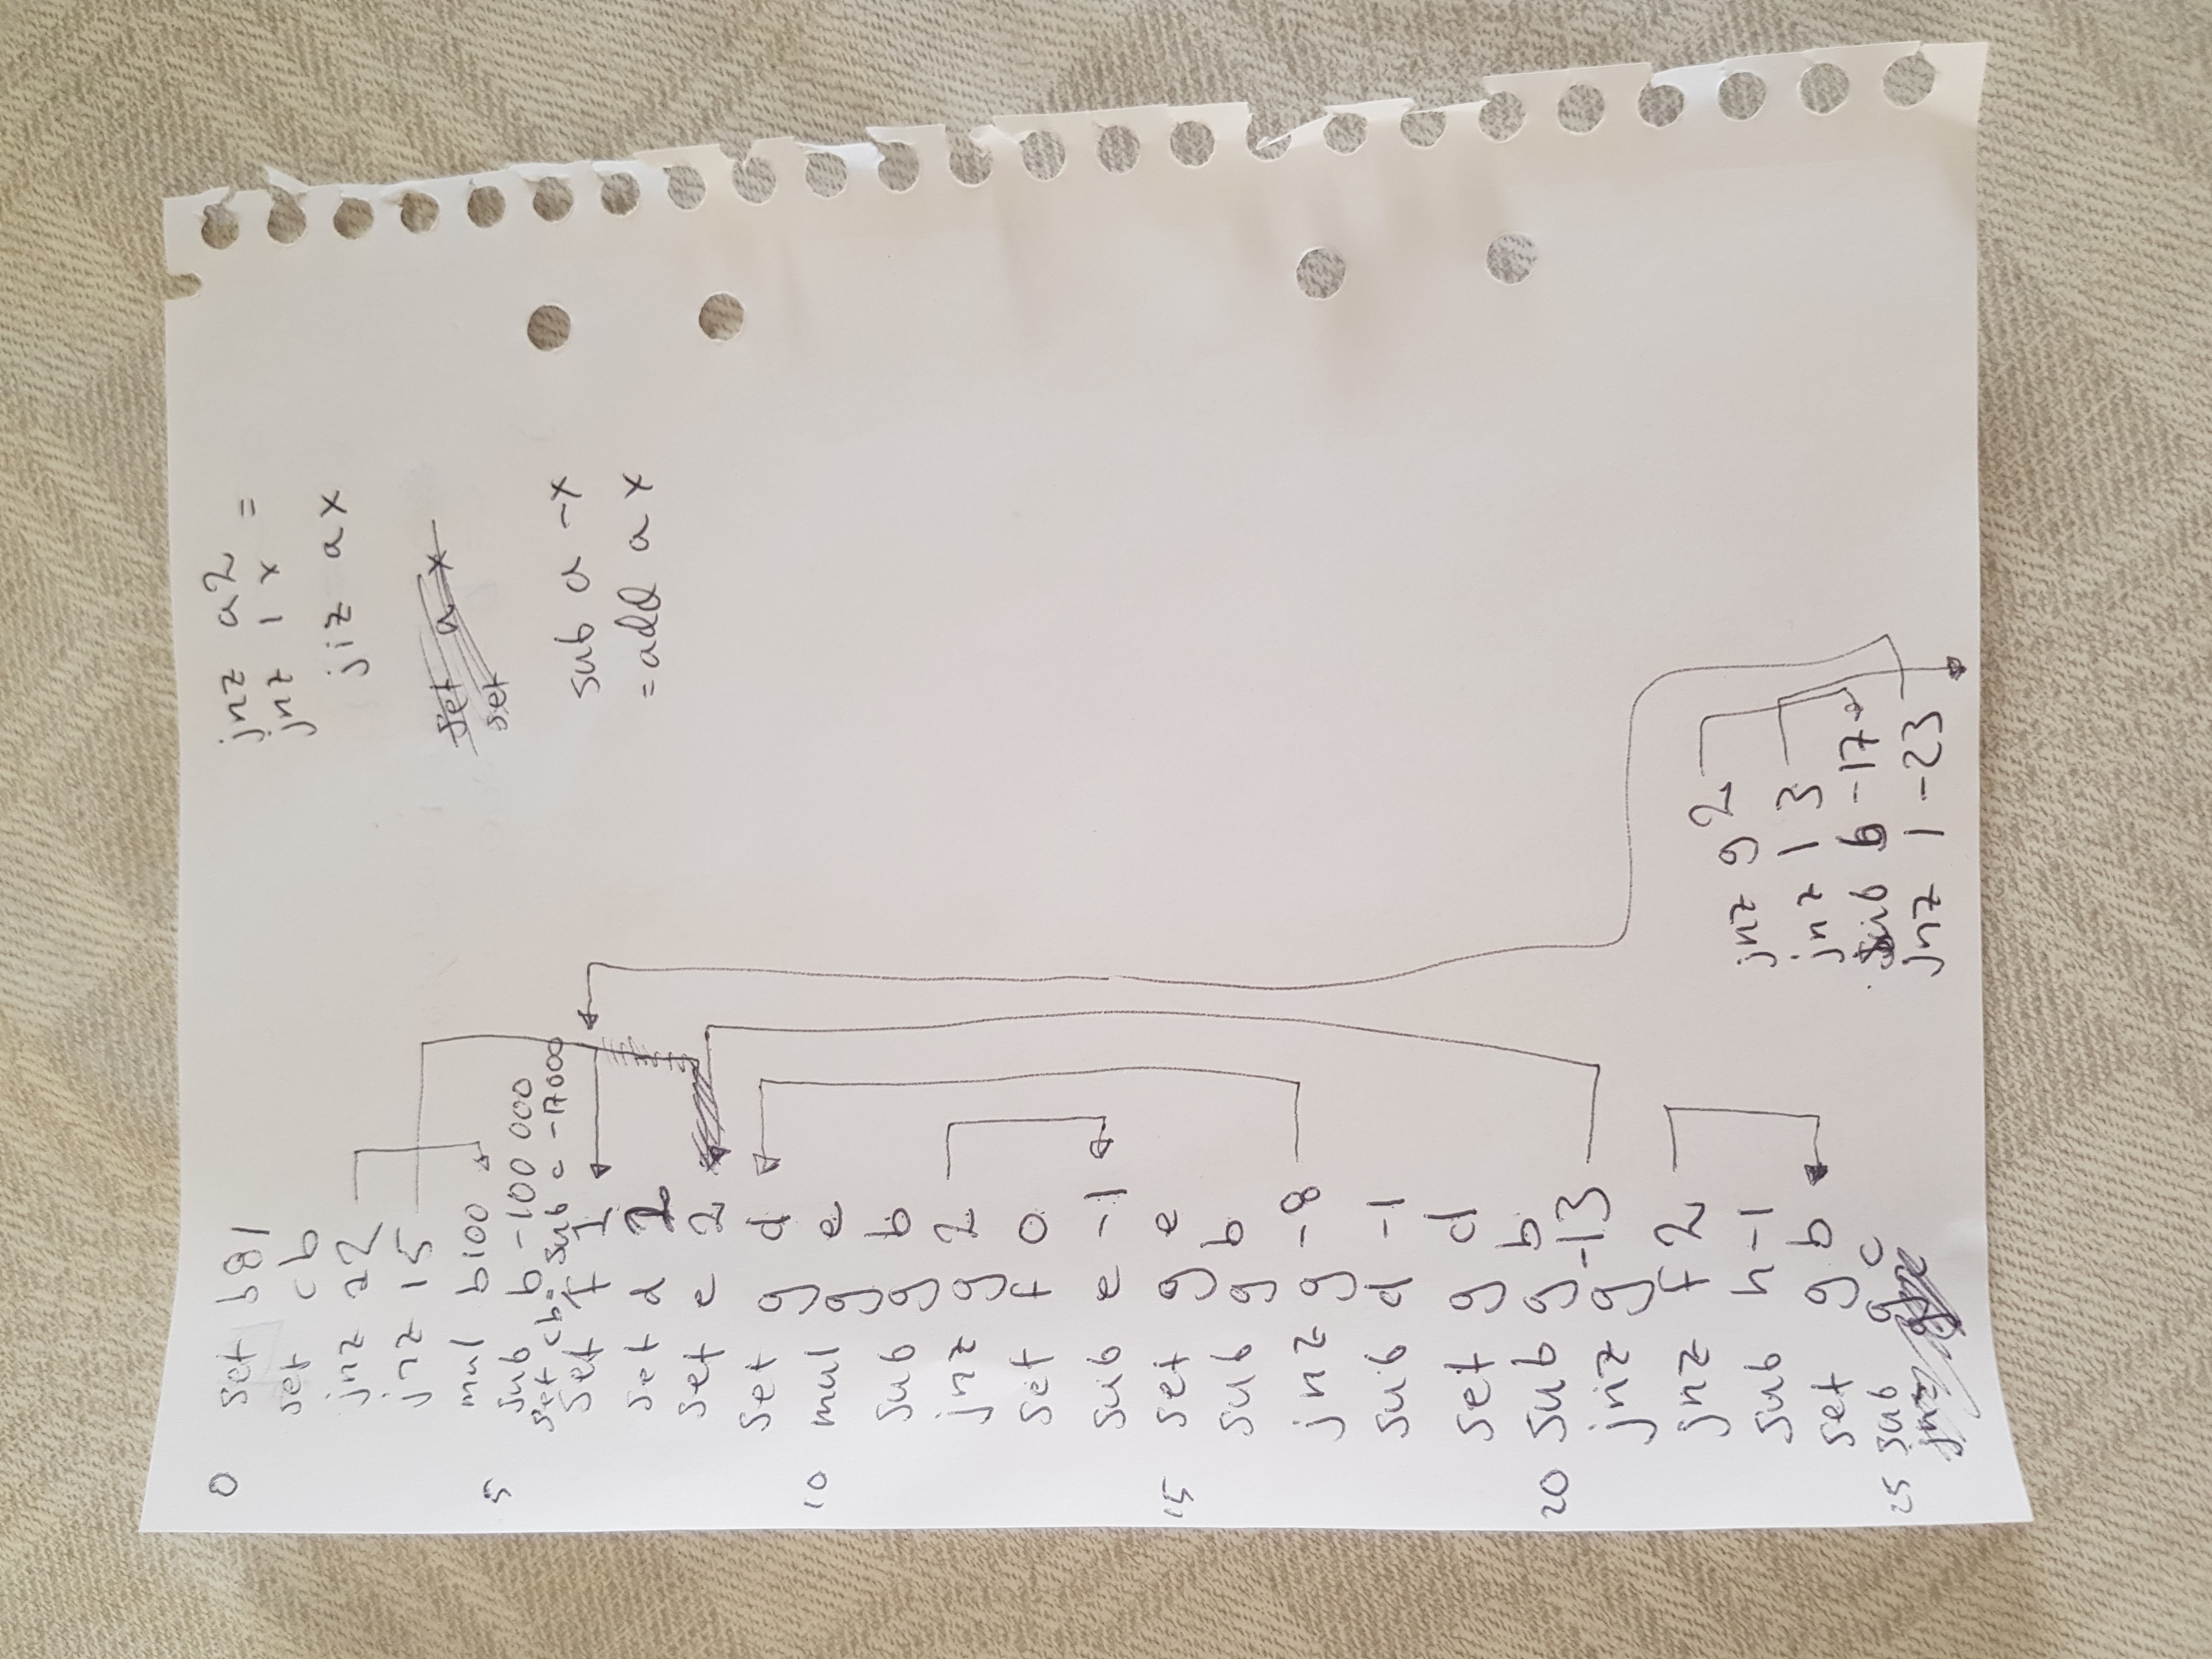 0 set b 81
set c b
jnz a 2
jnz 1 5
mul b 100
5 sub b -100 000
set c b; sub c -17000
set f 1
set d 2
set e 2
set g d
10 mul g e
sub g b
jnz g 2
set f 0
sub e -1
15 set g e
sub g b
jnz g -8
sub d -1
set g d
20 sub g b
jnz g -13
jnz f 2
sub h -1
set g b
25 sub g c
jnz g c
jnz g 2
jnz 1 3
sub b -17
jnz 1 -23
jnz a 2
jnz 1 x =
jiz a x
set a x
set
sub a -x
= add a x